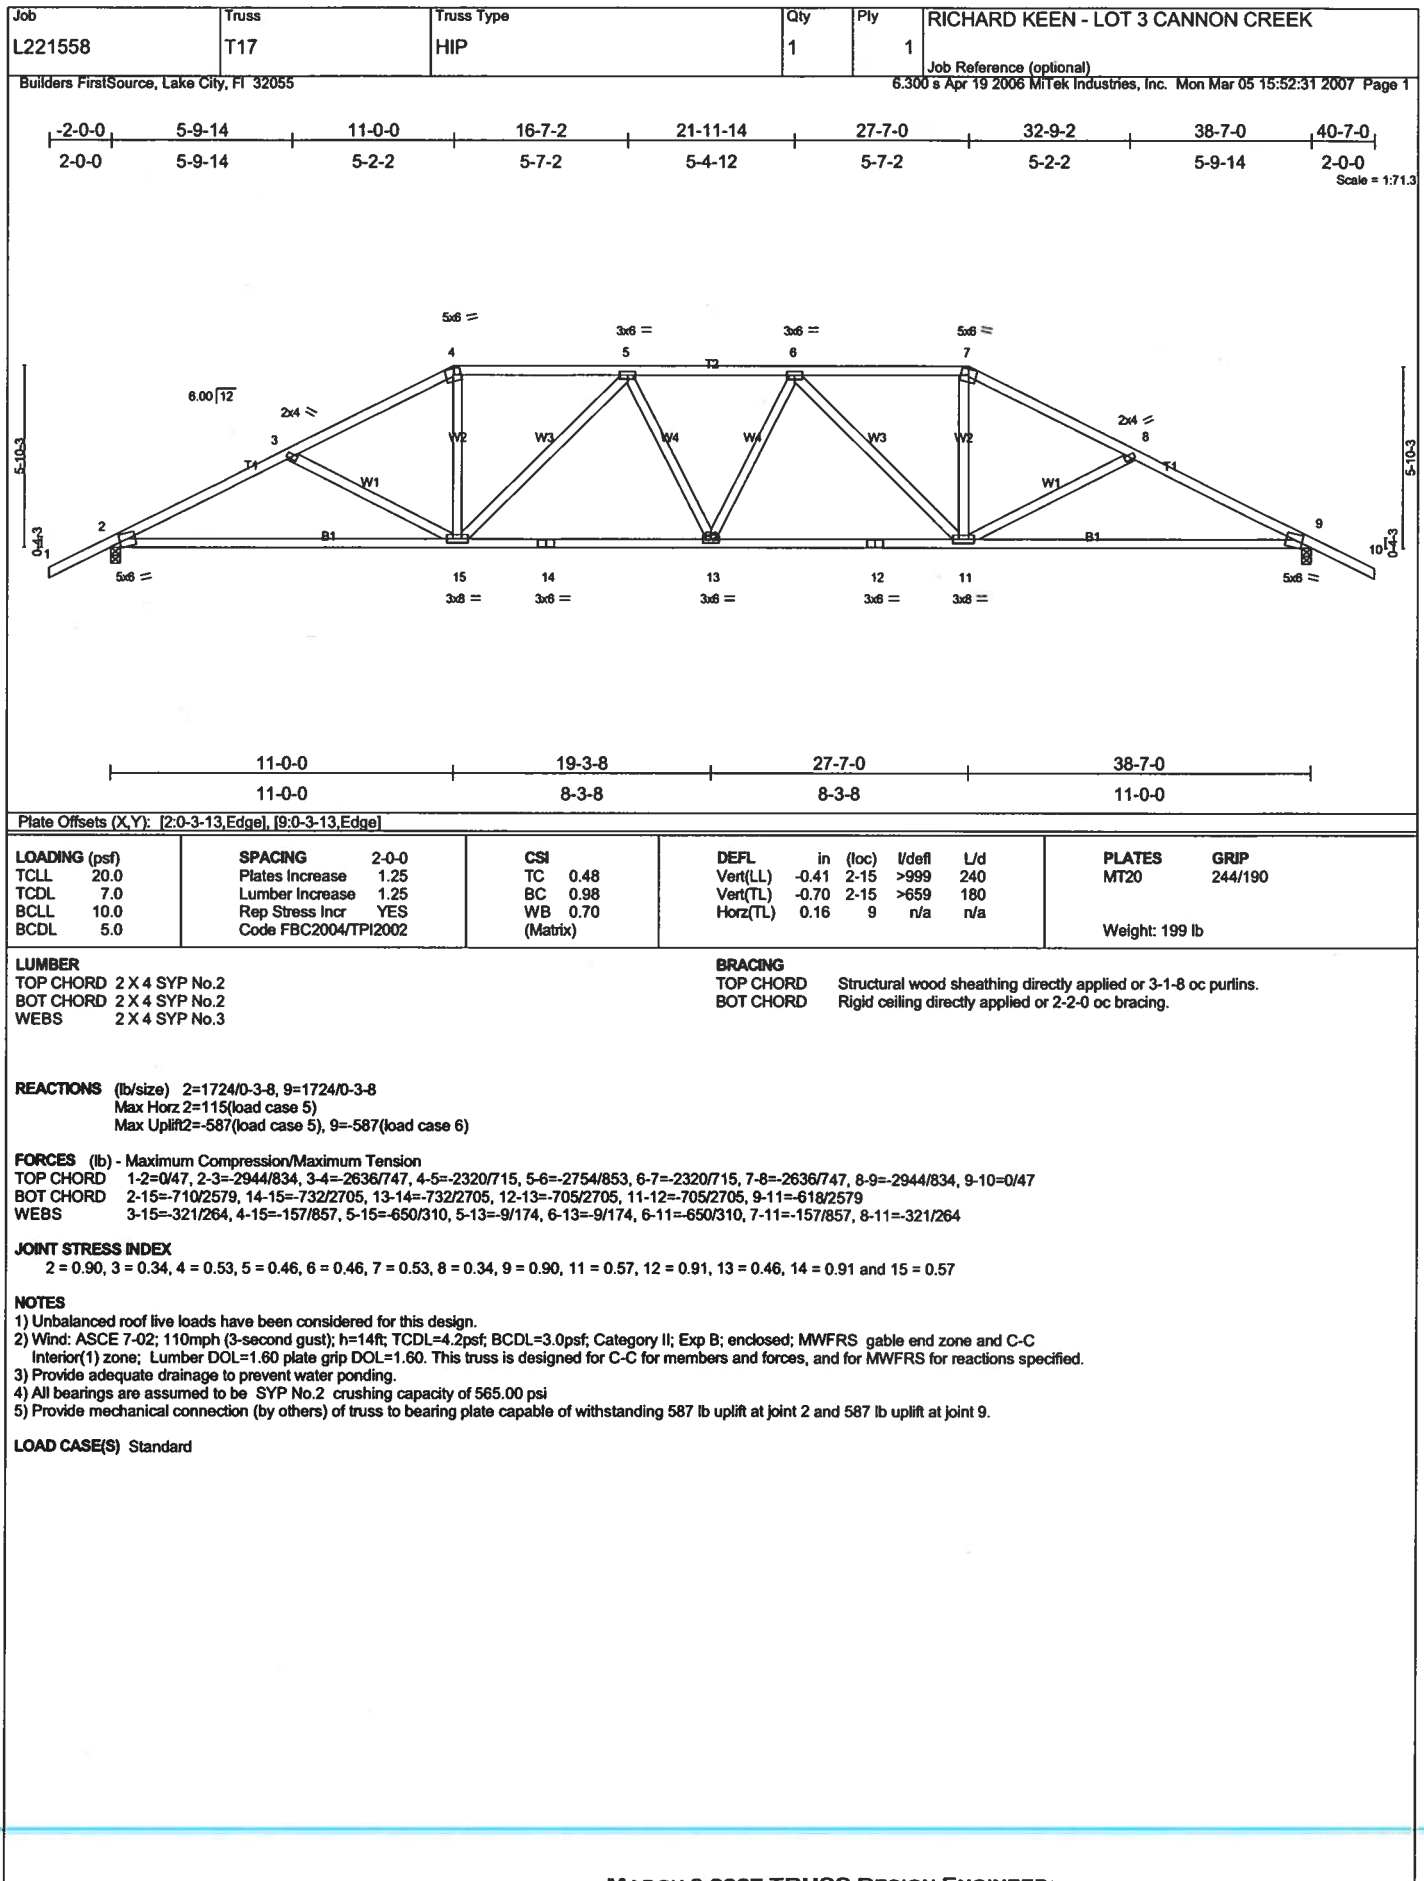 Job Truss Truss Type Qty Ply RICHARD KEEN - LOT 3 CANNON CREEK
L221558 T17 HIP 1 1
Job Reference (optional)
Builders FirstSource, Lake City, Fl 32055 6.300 s Apr 19 2006 MiTek Industries, Inc. Mon Mar 05 15:52:31 2007 Page 1
-2-0-0 5-9-14 11-0-0 16-7-2 21-11-14 27-7-0 32-9-2 38-7-0 40-7-0
2-0-0 5-9-14 5-2-2 5-7-2 5-4-12 5-7-2 5-2-2 5-9-14 2-0-0
Scale = 1:71.3
5x6 = 3x6 = 3x6 = 5x6 =
4 5 T2 6 7
6.00 12
2x4 = 2x4 =
3 8
5-10-3 T1 W1 W2 W3 W4 W4 W3 W2 W1 T1 5-10-3
0-4-3 1 2 B1 B1 9 10 0-4-3
5x6 = 15 14 13 12 11 5x6 =
3x8 = 3x6 = 3x6 = 3x6 = 3x8 =
11-0-0 19-3-8 27-7-0 38-7-0
11-0-0 8-3-8 8-3-8 11-0-0
Plate Offsets (X,Y): [2:0-3-13,Edge], [9:0-3-13,Edge]
LOADING (psf) SPACING 2-0-0 CSI DEFL in (loc) l/defl L/d PLATES GRIP
TCLL 20.0 Plates Increase 1.25 TC 0.48 Vert(LL) -0.41 2-15 >999 240 MT20 244/190
TCDL 7.0 Lumber Increase 1.25 BC 0.98 Vert(TL) -0.70 2-15 >659 180
BCLL 10.0 Rep Stress Incr YES WB 0.70 Horz(TL) 0.16 9 n/a n/a
BCDL 5.0 Code FBC2004/TPI2002 (Matrix) Weight: 199 lb
LUMBER BRACING
TOP CHORD 2 X 4 SYP No.2 TOP CHORD Structural wood sheathing directly applied or 3-1-8 oc purlins.
BOT CHORD 2 X 4 SYP No.2 BOT CHORD Rigid ceiling directly applied or 2-2-0 oc bracing.
WEBS 2 X 4 SYP No.3
REACTIONS (lb/size) 2=1724/0-3-8, 9=1724/0-3-8
Max Horz 2=115(load case 5)
Max Uplift2=-587(load case 5), 9=-587(load case 6)
FORCES (lb) - Maximum Compression/Maximum Tension
TOP CHORD 1-2=0/47, 2-3=-2944/834, 3-4=-2636/747, 4-5=-2320/715, 5-6=-2754/853, 6-7=-2320/715, 7-8=-2636/747, 8-9=-2944/834, 9-10=0/47
BOT CHORD 2-15=-710/2579, 14-15=-732/2705, 13-14=-732/2705, 12-13=-705/2705, 11-12=-705/2705, 9-11=-618/2579
WEBS 3-15=-321/264, 4-15=-157/857, 5-15=-650/310, 5-13=-9/174, 6-13=-9/174, 6-11=-650/310, 7-11=-157/857, 8-11=-321/264
JOINT STRESS INDEX
2 = 0.90, 3 = 0.34, 4 = 0.53, 5 = 0.46, 6 = 0.46, 7 = 0.53, 8 = 0.34, 9 = 0.90, 11 = 0.57, 12 = 0.91, 13 = 0.46, 14 = 0.91 and 15 = 0.57
NOTES
1) Unbalanced roof live loads have been considered for this design.
2) Wind: ASCE 7-02; 110mph (3-second gust); h=14ft; TCDL=4.2psf; BCDL=3.0psf; Category II; Exp B; enclosed; MWFRS gable end zone and C-C
Interior(1) zone; Lumber DOL=1.60 plate grip DOL=1.60. This truss is designed for C-C for members and forces, and for MWFRS for reactions specified.
3) Provide adequate drainage to prevent water ponding.
4) All bearings are assumed to be SYP No.2 crushing capacity of 565.00 psi
5) Provide mechanical connection (by others) of truss to bearing plate capable of withstanding 587 lb uplift at joint 2 and 587 lb uplift at joint 9.
LOAD CASE(S) Standard